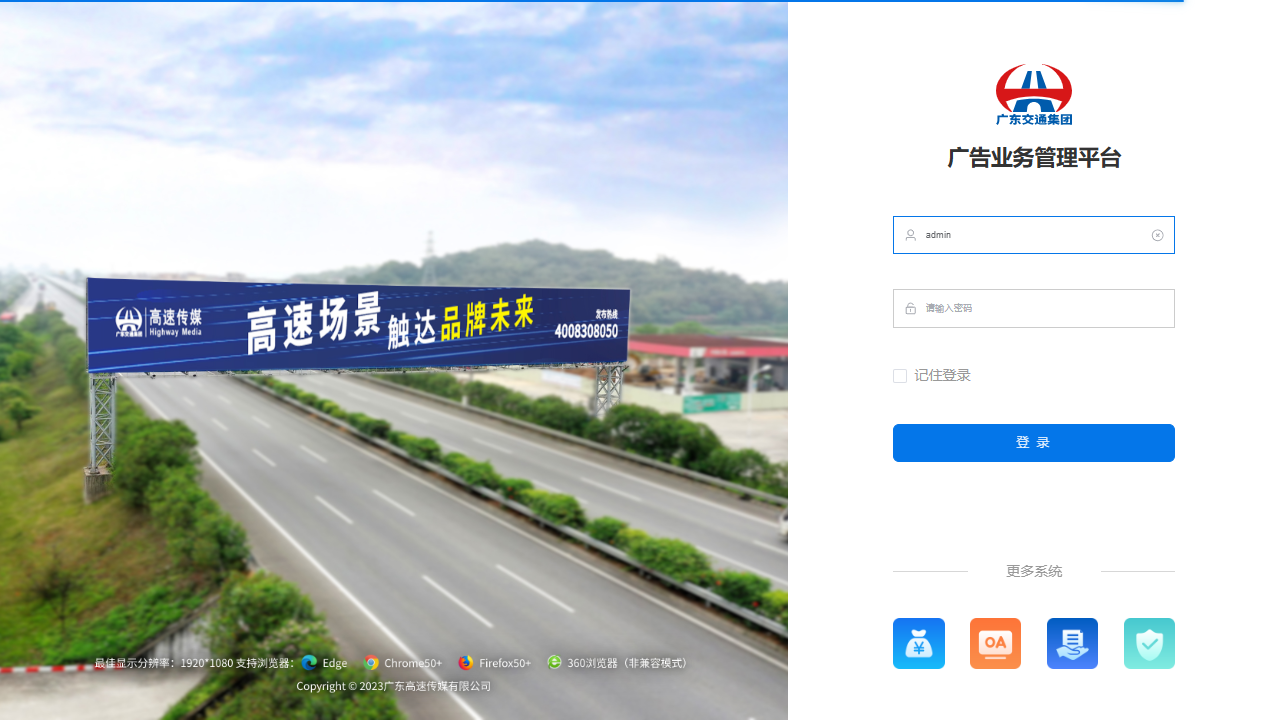 广东交通集团
广告业务管理平台
admin
请输入密码
记住登录
登 录
更多系统
OA
广东交通集团
高速传媒
Highway Media
高速场景 触达品牌未来
发布热线
4008308050
最佳显示分辨率：1920*1080 支持浏览器： Edge Chrome50+ Firefox50+ 360浏览器（非兼容模式）
Copyright © 2023广东高速传媒有限公司